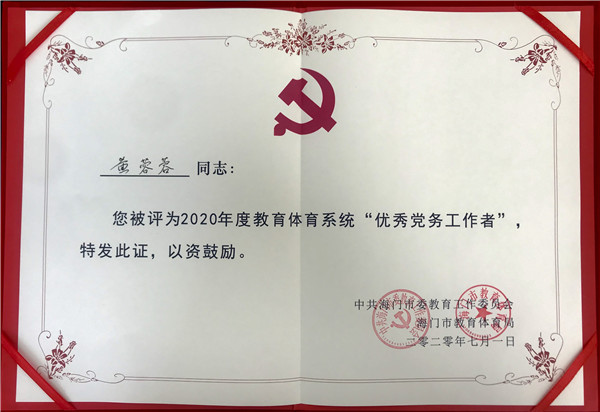 黄蓉蓉 同志：
您被评为2020年度教育体育系统“优秀党务工作者”，
特发此证，以资鼓励。
中共海门市委教育工作委员会
海门市教育体育局
二零二零年七月一日